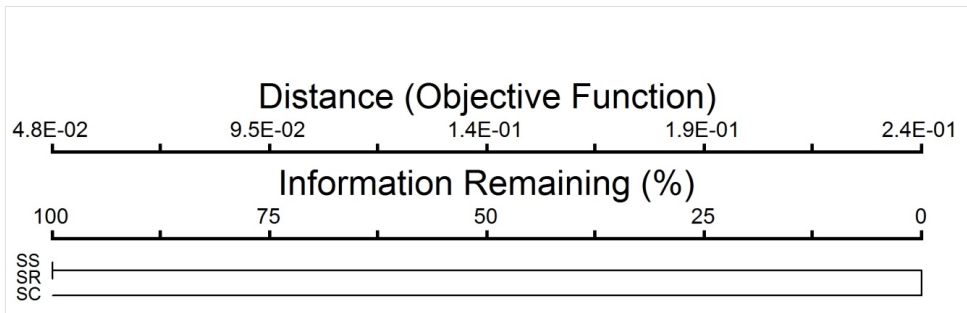 Distance (Objective Function)
4.8E-02 9.5E-02 1.4E-01 1.9E-01 2.4E-01
Information Remaining (%)
100 75 50 25 0
SS
SR
SC